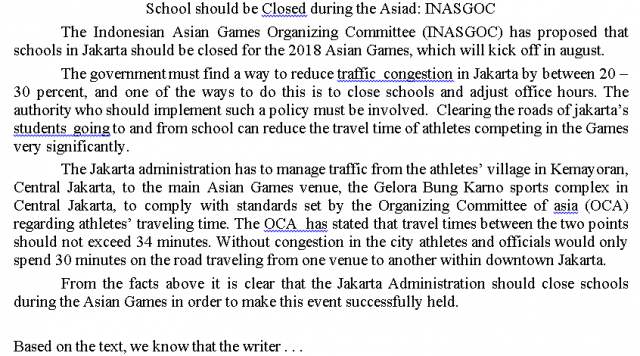 School should be Closed during the Asiad: INASGOC
The Indonesian Asian Games Organizing Committee (INASGOC) has proposed that
schools in Jakarta should be closed for the 2018 Asian Games, which will kick off in august.
The government must find a way to reduce traffic congestion in Jakarta by between 20 –
30 percent, and one of the ways to do this is to close schools and adjust office hours. The
authority who should implement such a policy must be involved. Clearing the roads of jakarta's
students going to and from school can reduce the travel time of athletes competing in the Games
very significantly.
The Jakarta administration has to manage traffic from the athletes' village in Kemayoran,
Central Jakarta, to the main Asian Games venue, the Gelora Bung Karno sports complex in
Central Jakarta, to comply with standards set by the Organizing Committee of asia (OCA)
regarding athletes' traveling time. The OCA has stated that travel times between the two points
should not exceed 34 minutes. Without congestion in the city athletes and officials would only
spend 30 minutes on the road traveling from one venue to another within downtown Jakarta.
From the facts above it is clear that the Jakarta Administration should close schools
during the Asian Games in order to make this event successfully held.
Based on the text, we know that the writer . . .